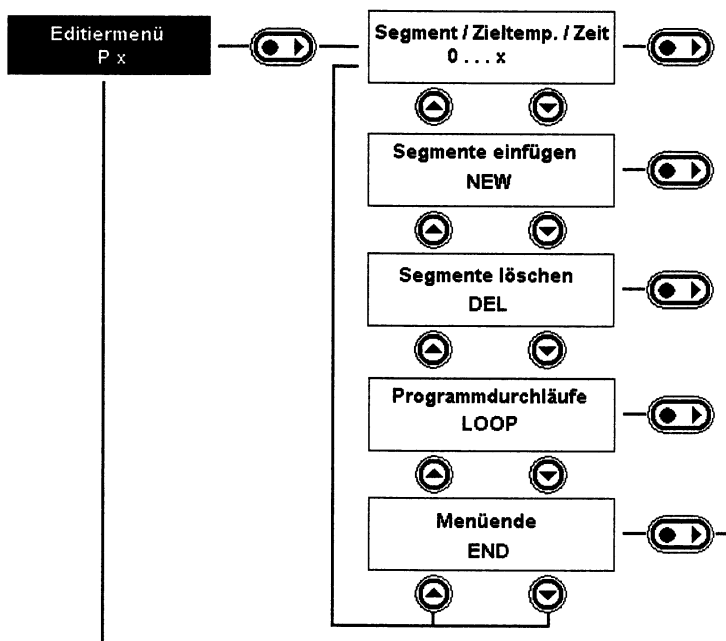 Editiermenü
P x
Segment / Zieltemp. / Zeit
0 . . . x
Segmente einfügen
NEW
Segmente löschen
DEL
Programmdurchläufe
LOOP
Menüende
END